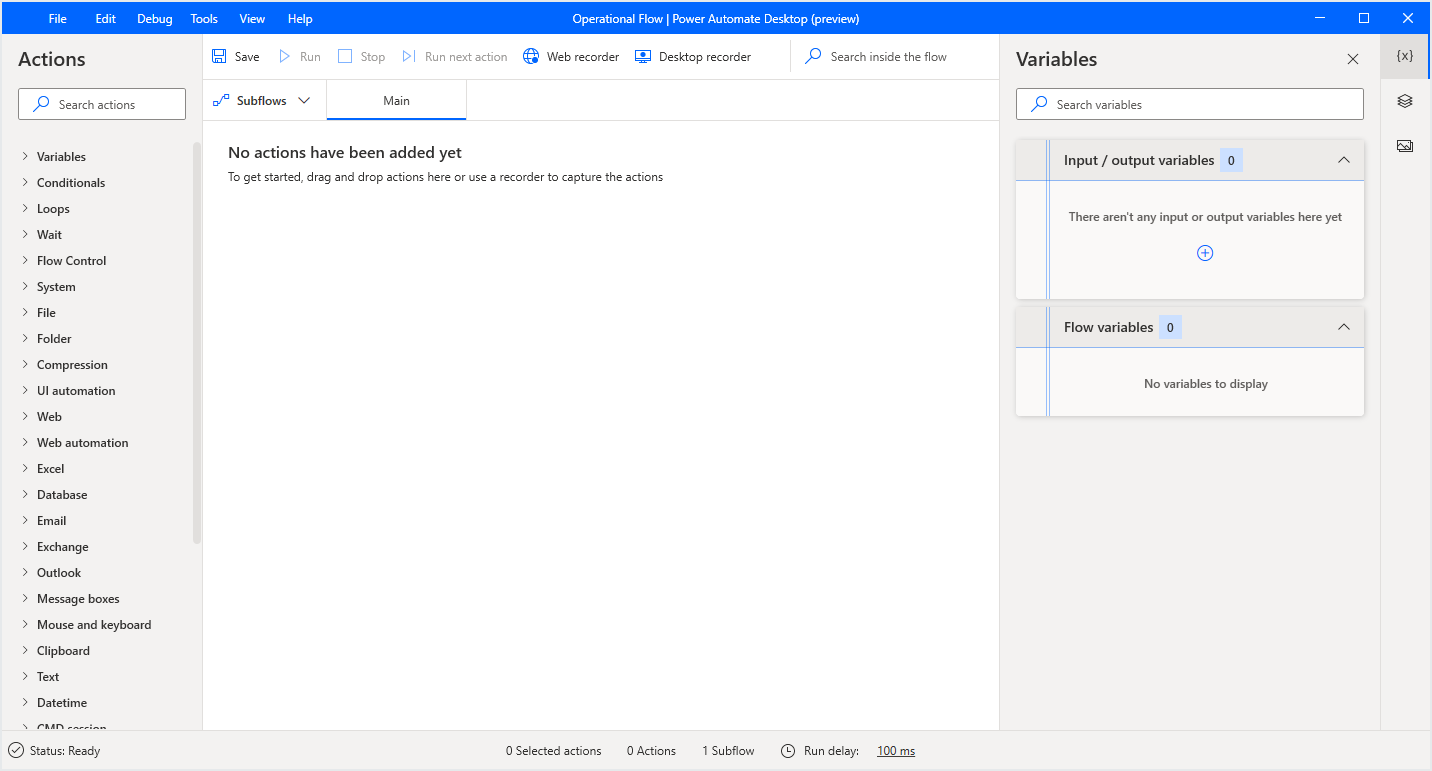 File Edit Debug Tools View Help Operational Flow | Power Automate Desktop (preview)
Actions
Search actions
Variables
Conditionals
Loops
Wait
Flow Control
System
File
Folder
Compression
UI automation
Web
Web automation
Excel
Database
Email
Exchange
Outlook
Message boxes
Mouse and keyboard
Clipboard
Text
Datetime
CMD session
Save Run Stop Run next action Web recorder Desktop recorder Search inside the flow
Subflows Main
No actions have been added yet
To get started, drag and drop actions here or use a recorder to capture the actions
Variables
{x}
Search variables
Input / output variables 0
There aren't any input or output variables here yet
Flow variables 0
No variables to display
Status: Ready 0 Selected actions 0 Actions 1 Subflow Run delay: 100 ms